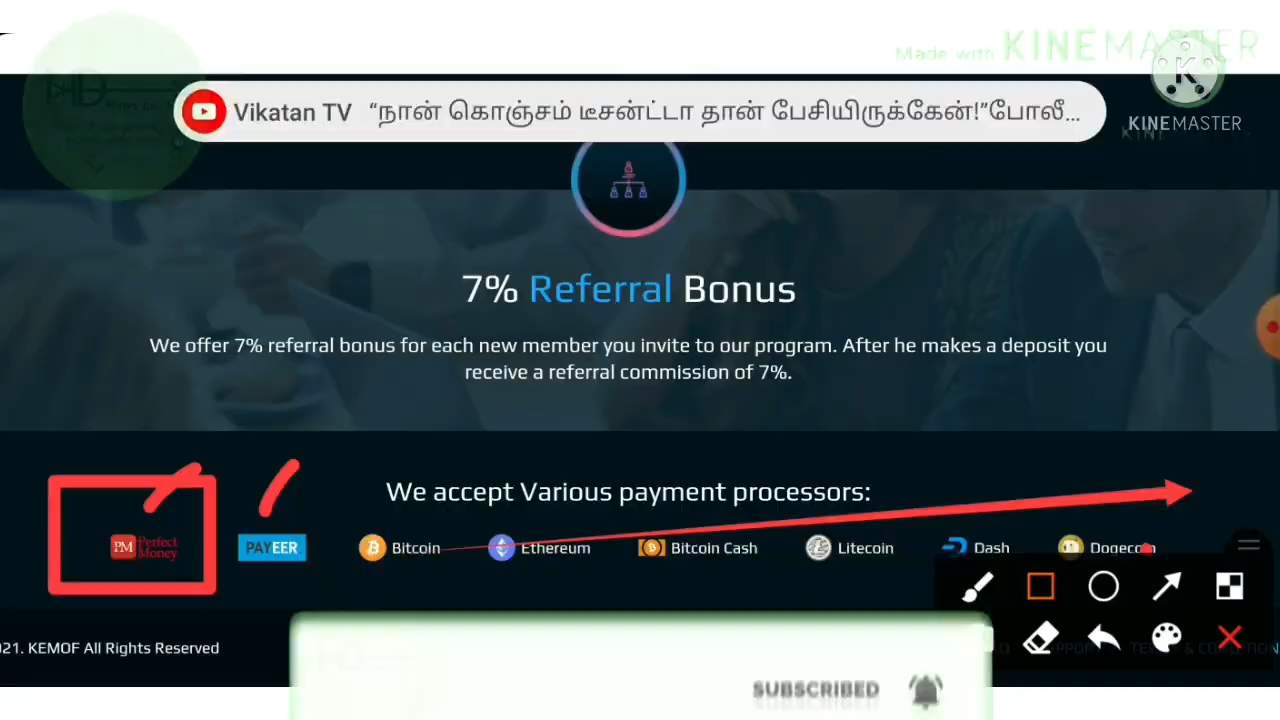 Made with KINEMASTER
Vikatan TV “நான் கொஞ்சம் டீசன்ட்டா தான் பேசியிருக்கேன்!”போலீ...
K
KINEMASTER
7% Referral Bonus
We offer 7% referral bonus for each new member you invite to our program. After he makes a deposit you
receive a referral commission of 7%.
We accept Various payment processors:
PM Perfect Money
PAYEER
Bitcoin
Ethereum
Bitcoin Cash
Litecoin
Dash
Dogecoin
021. KEMOF All Rights Reserved
TERMS & CONDITION
SUBSCRIBED